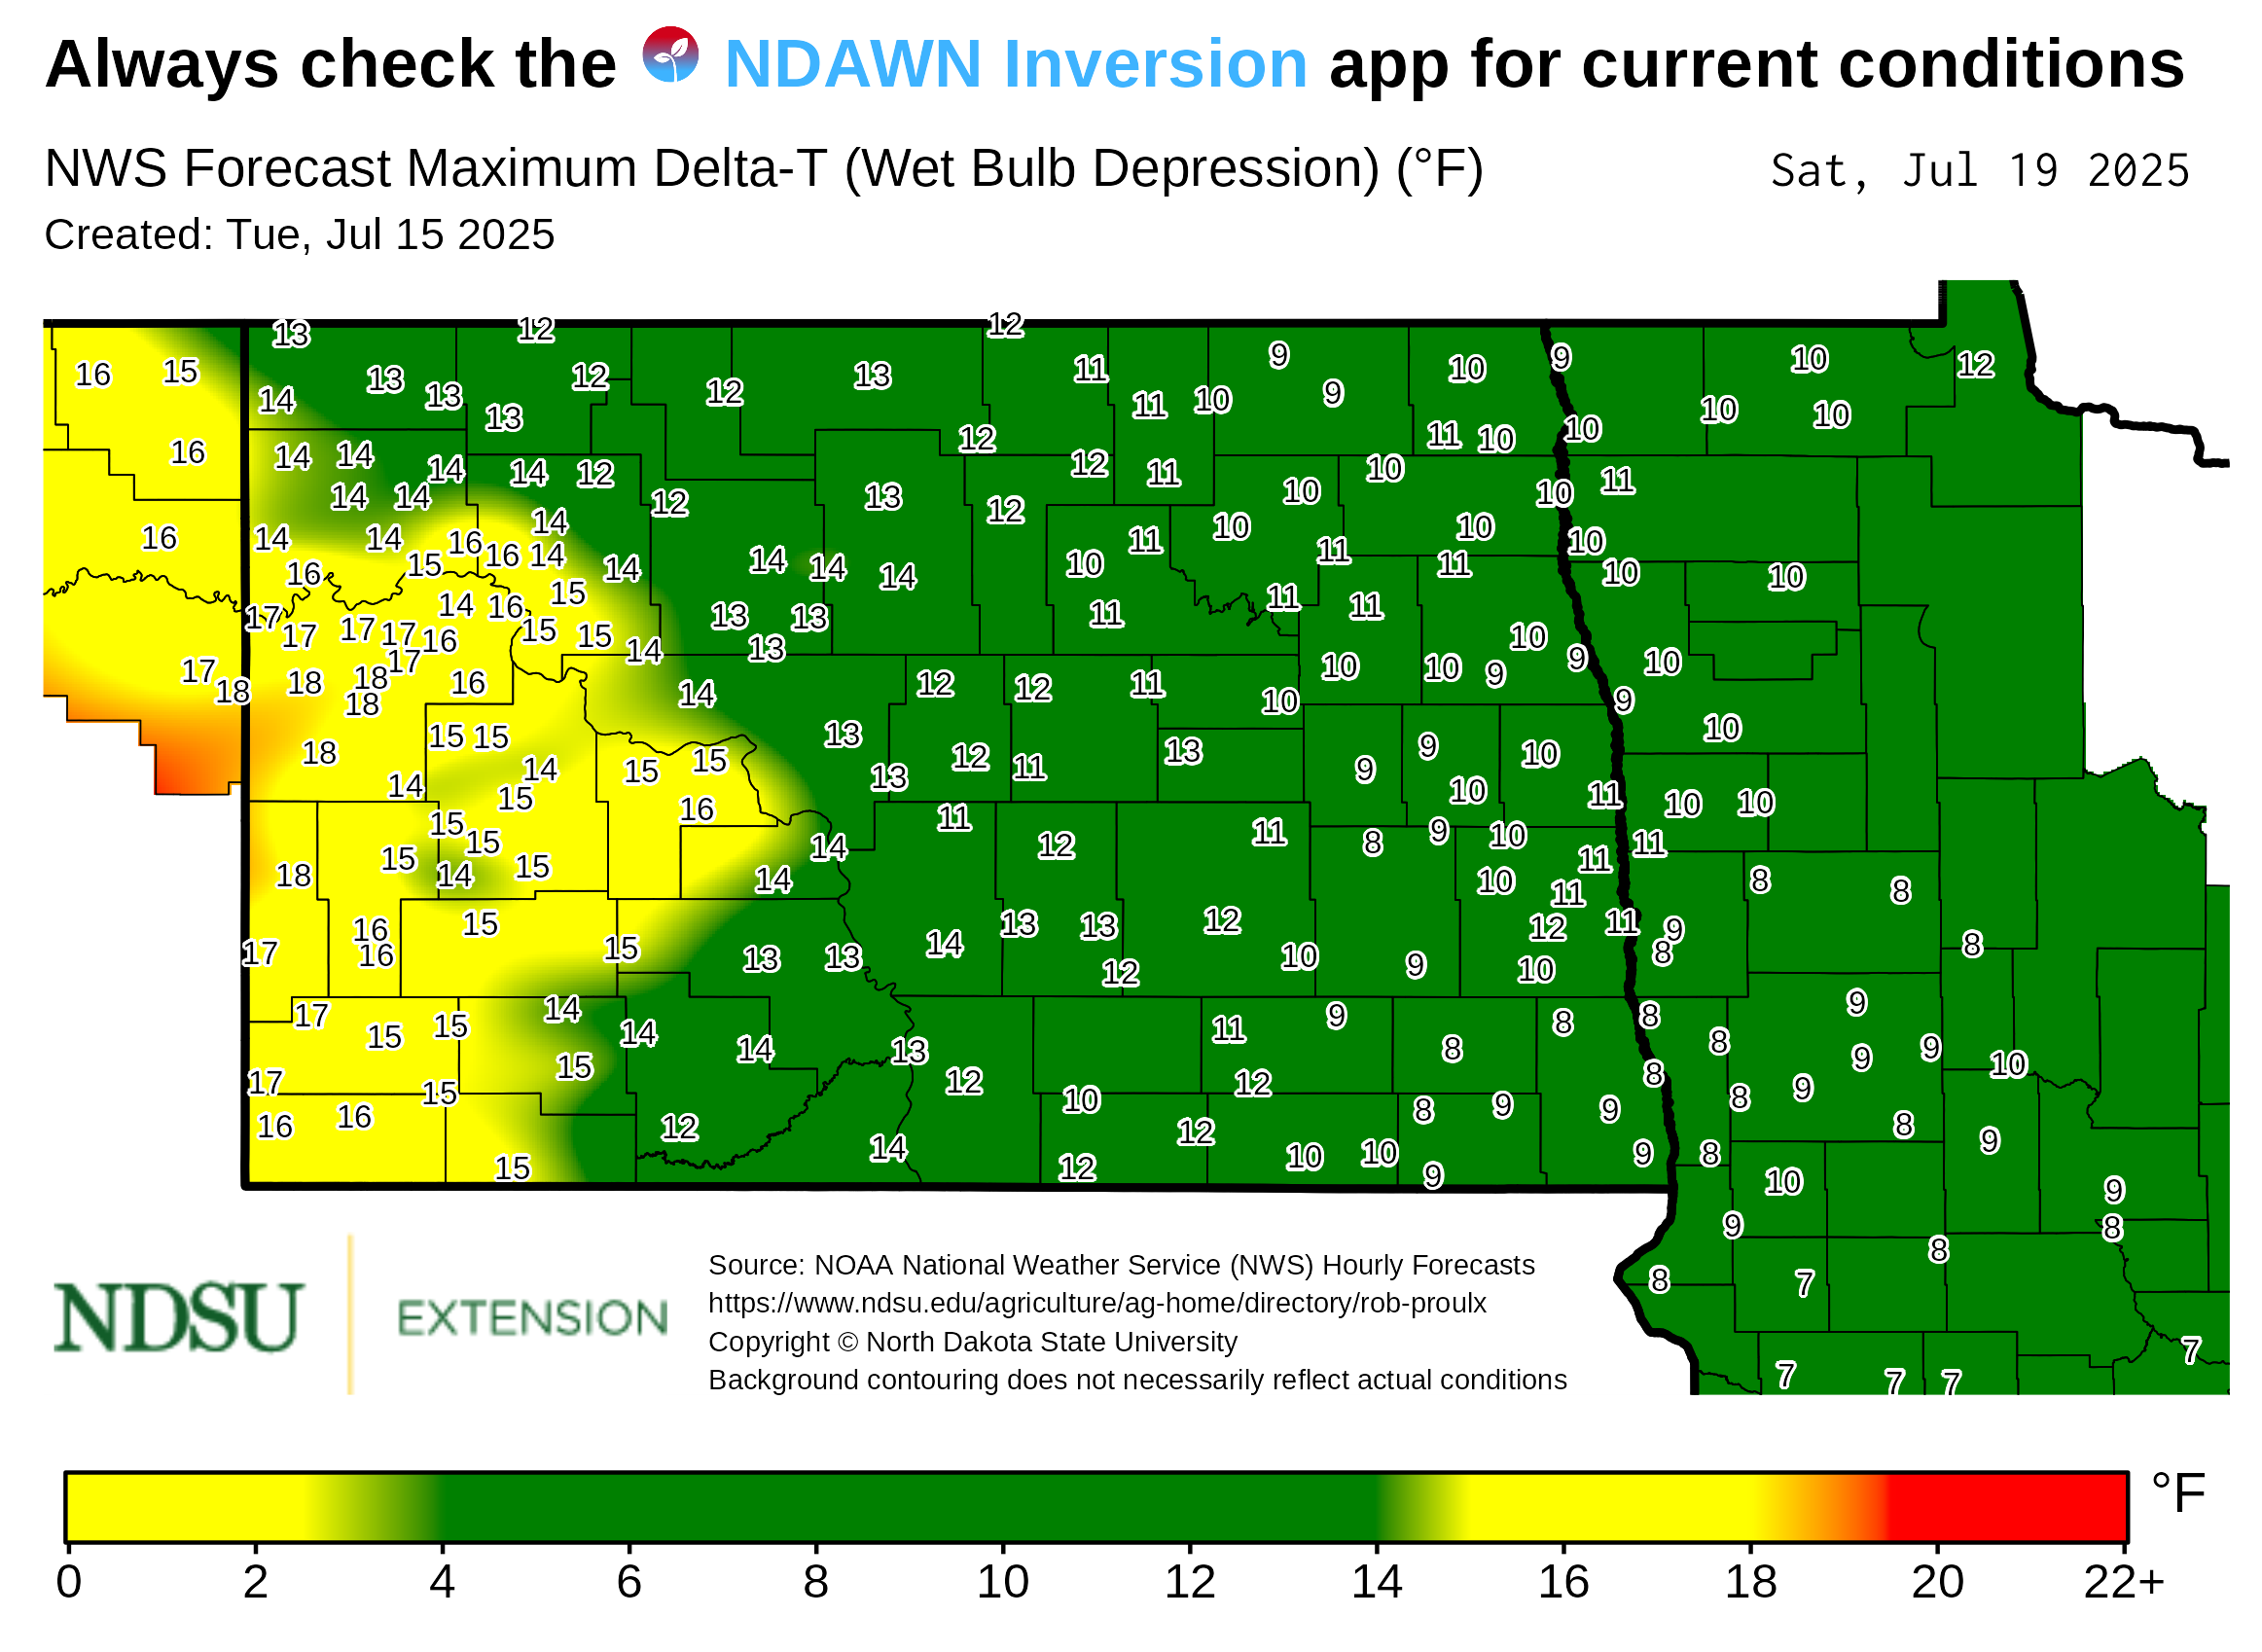 Always check the NDAWN Inversion app for current conditions
NWS Forecast Maximum Delta-T (Wet Bulb Depression) (°F) Sat, Jul 19 2025
Created: Tue, Jul 15 2025
13 12 12
16 15 13 13 12 12 13 11 9 10 9 10 12
14 13 11 10 9 10 10
16 14 14 14 14 12 12 12 11 11 10 10 10
14 14 12 13 12 10 10 10 11
16 14 14 16 14 11 10 10 10
16 15 16 14 14 14 14 14 10 11 11 10 10
17 14 16 15 13 13 11 11 11
17 17 17 16 15 15 14 13 10 9 10
17 18 18 18 17 16 14 12 12 11 10 10 10 9 9
18 18 15 15 13 12 11 13 9 9 10 10
14 14 15 15 15 13 10 11 10 10
15 15 16 11 12 11 8 9 10 11
18 15 14 15 14 14 10 11 11 8 8
17 16 16 15 15 13 13 14 13 13 12 10 9 12 11 9 8 8
12 10
17 15 15 14 14 14 13 11 9 8 8 8 8 9
17 15 15 12 12 10 8 9 9 8 8 9 9 9 10
16 16 12 14 12 10 10 9 8 8 9
15 12 9 10 9
9 8
8 7 8
7 7 7 7
NDSU EXTENSION
Source: NOAA National Weather Service (NWS) Hourly Forecasts
https://www.ndsu.edu/agriculture/ag-home/directory/rob-proulx
Copyright © North Dakota State University
Background contouring does not necessarily reflect actual conditions
°F
0 2 4 6 8 10 12 14 16 18 20 22+